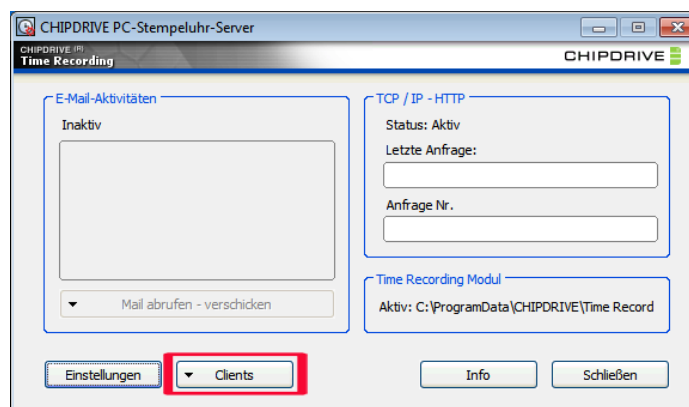 CHIPDRIVE PC-Stempeluhr-Server
CHIPDRIVE (R)
Time Recording
CHIPDRIVE
E-Mail-Aktivitäten
Inaktiv
Mail abrufen - verschicken
TCP / IP - HTTP
Status: Aktiv
Letzte Anfrage:
Anfrage Nr.
Time Recording Modul
Aktiv: C:\ProgramData\CHIPDRIVE\Time Record
Einstellungen
Clients
Info
Schließen